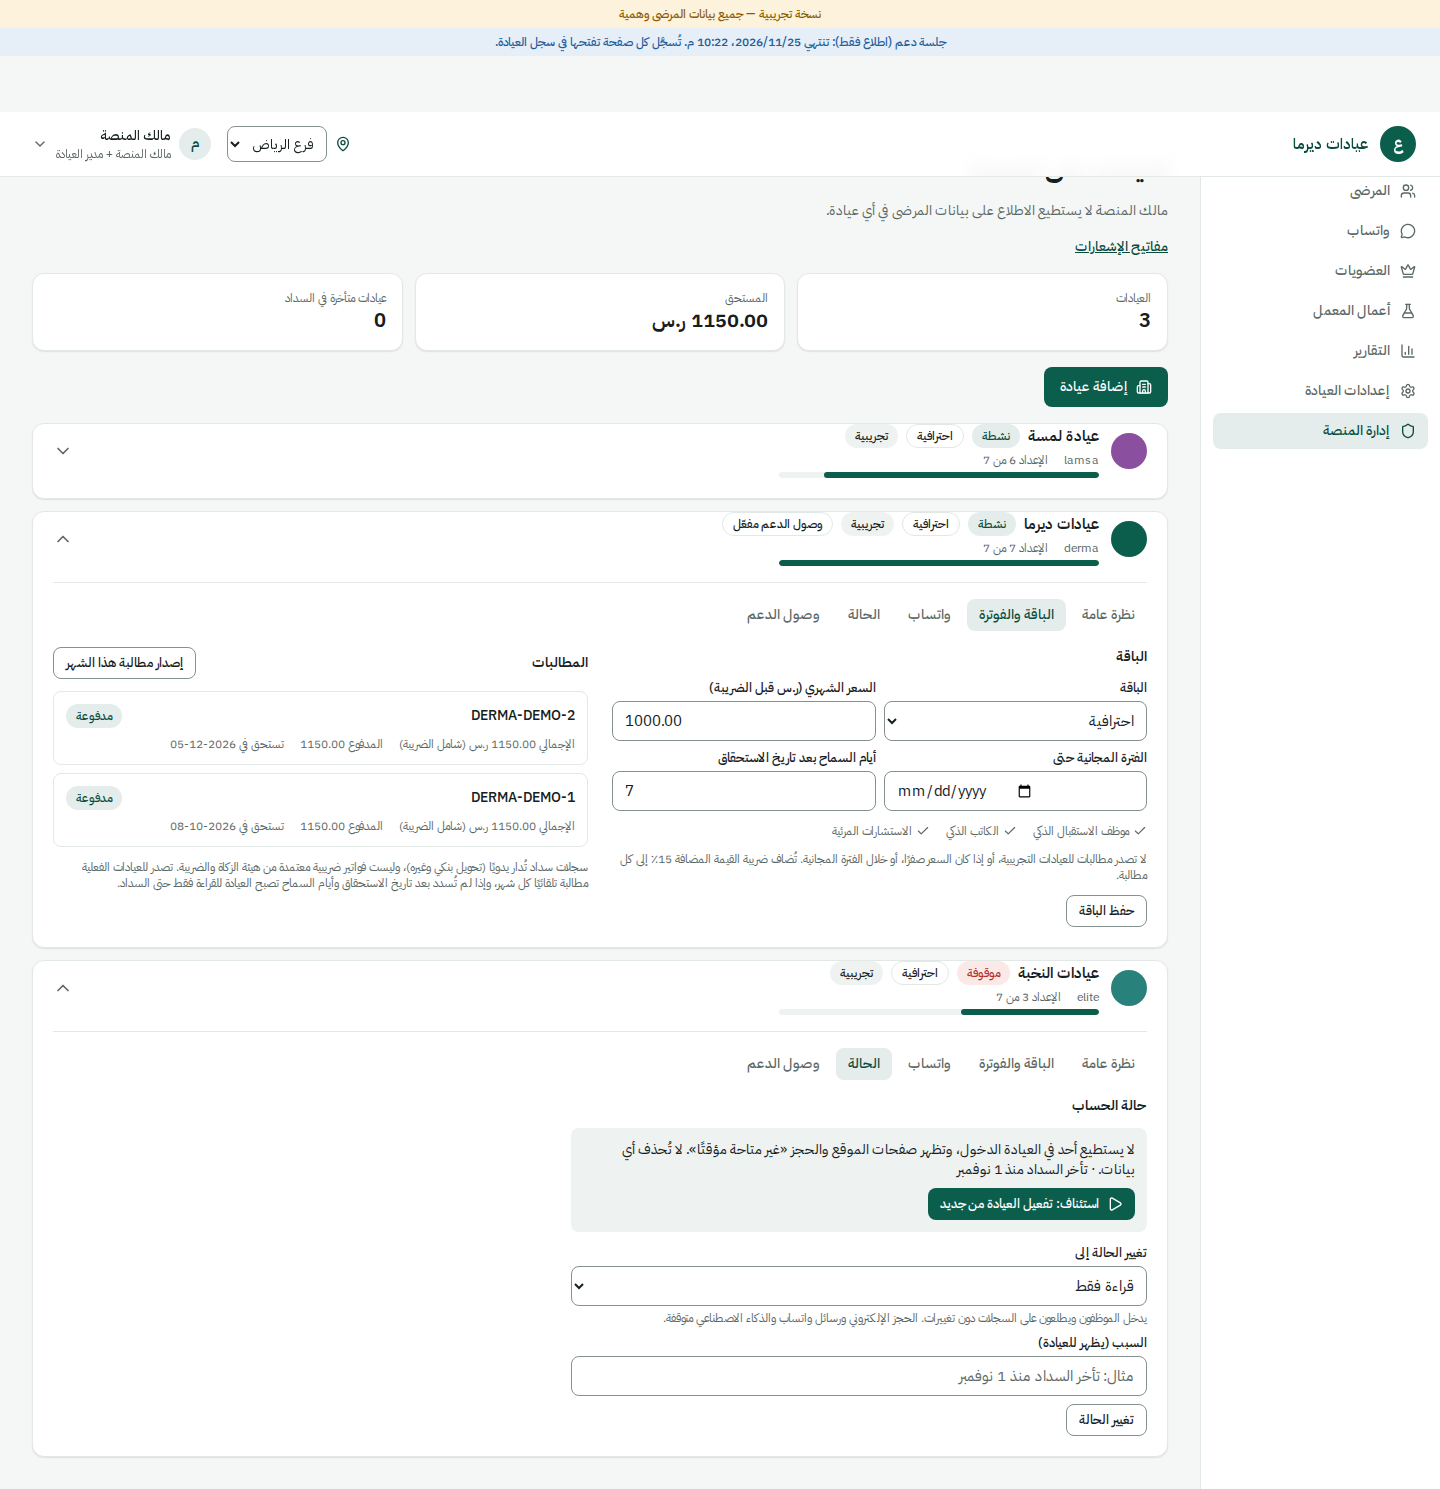 نسخة تجريبية — جميع بيانات المرضى وهمية
جلسة دعم (اطلاع فقط): تنتهي 2026/11/25، 10:22 م. تُسجَّل كل صفحة تفتحها في سجل العيادة.
ع
عيادات ديرما
فرع الرياض
م
مالك المنصة
مالك المنصة + مدير العيادة
المرضى
واتساب
العضويات
أعمال المعمل
التقارير
إعدادات العيادة
إدارة المنصة
مالك المنصة لا يستطيع الاطلاع على بيانات المرضى في أي عيادة.
مفاتيح الإشعارات
العيادات
3
المستحق
1150.00 ر.س
عيادات متأخرة في السداد
0
إضافة عيادة
عيادة لمسة نشطة احترافية تجريبية
lamsa الإعداد 6 من 7
عيادات ديرما نشطة احترافية تجريبية وصول الدعم مفعّل
derma الإعداد 7 من 7
نظرة عامة الباقة والفوترة واتساب الحالة وصول الدعم
الباقة
الباقة
احترافية
السعر الشهري (ر.س قبل الضريبة)
1000.00
الفترة المجانية حتى
mm/dd/yyyy
أيام السماح بعد تاريخ الاستحقاق
7
موظف الاستقبال الذكي الكاتب الذكي الاستشارات المرئية
لا تصدر مطالبات للعيادات التجريبية، أو إذا كان السعر صفرًا، أو خلال الفترة المجانية. تُضاف ضريبة القيمة المضافة 15٪ إلى كل
مطالبة.
حفظ الباقة
المطالبات
إصدار مطالبة هذا الشهر
DERMA-DEMO-2 مدفوعة
الإجمالي 1150.00 ر.س (شامل الضريبة) المدفوع 1150.00 تستحق في 2026-12-05
DERMA-DEMO-1 مدفوعة
الإجمالي 1150.00 ر.س (شامل الضريبة) المدفوع 1150.00 تستحق في 2026-10-08
سجلات سداد تُدار يدويًا (تحويل بنكي وغيره)، وليست فواتير ضريبية معتمدة من هيئة الزكاة والضريبة. تصدر للعيادات الفعلية
مطالبة تلقائيًا كل شهر، وإذا لم تُسدد بعد تاريخ الاستحقاق وأيام السماح تصبح العيادة للقراءة فقط حتى السداد.
عيادات النخبة موقوفة احترافية تجريبية
elite الإعداد 3 من 7
نظرة عامة الباقة والفوترة واتساب الحالة وصول الدعم
حالة الحساب
لا يستطيع أحد في العيادة الدخول، وتظهر صفحات الموقع والحجز «غير متاحة مؤقتًا». لا تُحذف أي
بيانات. · تأخر السداد منذ 1 نوفمبر
استئناف: تفعيل العيادة من جديد
تغيير الحالة إلى
قراءة فقط
يدخل الموظفون ويطلعون على السجلات دون تغييرات. الحجز الإلكتروني ورسائل واتساب والذكاء الاصطناعي متوقفة.
السبب (يظهر للعيادة)
مثال: تأخر السداد منذ 1 نوفمبر
تغيير الحالة